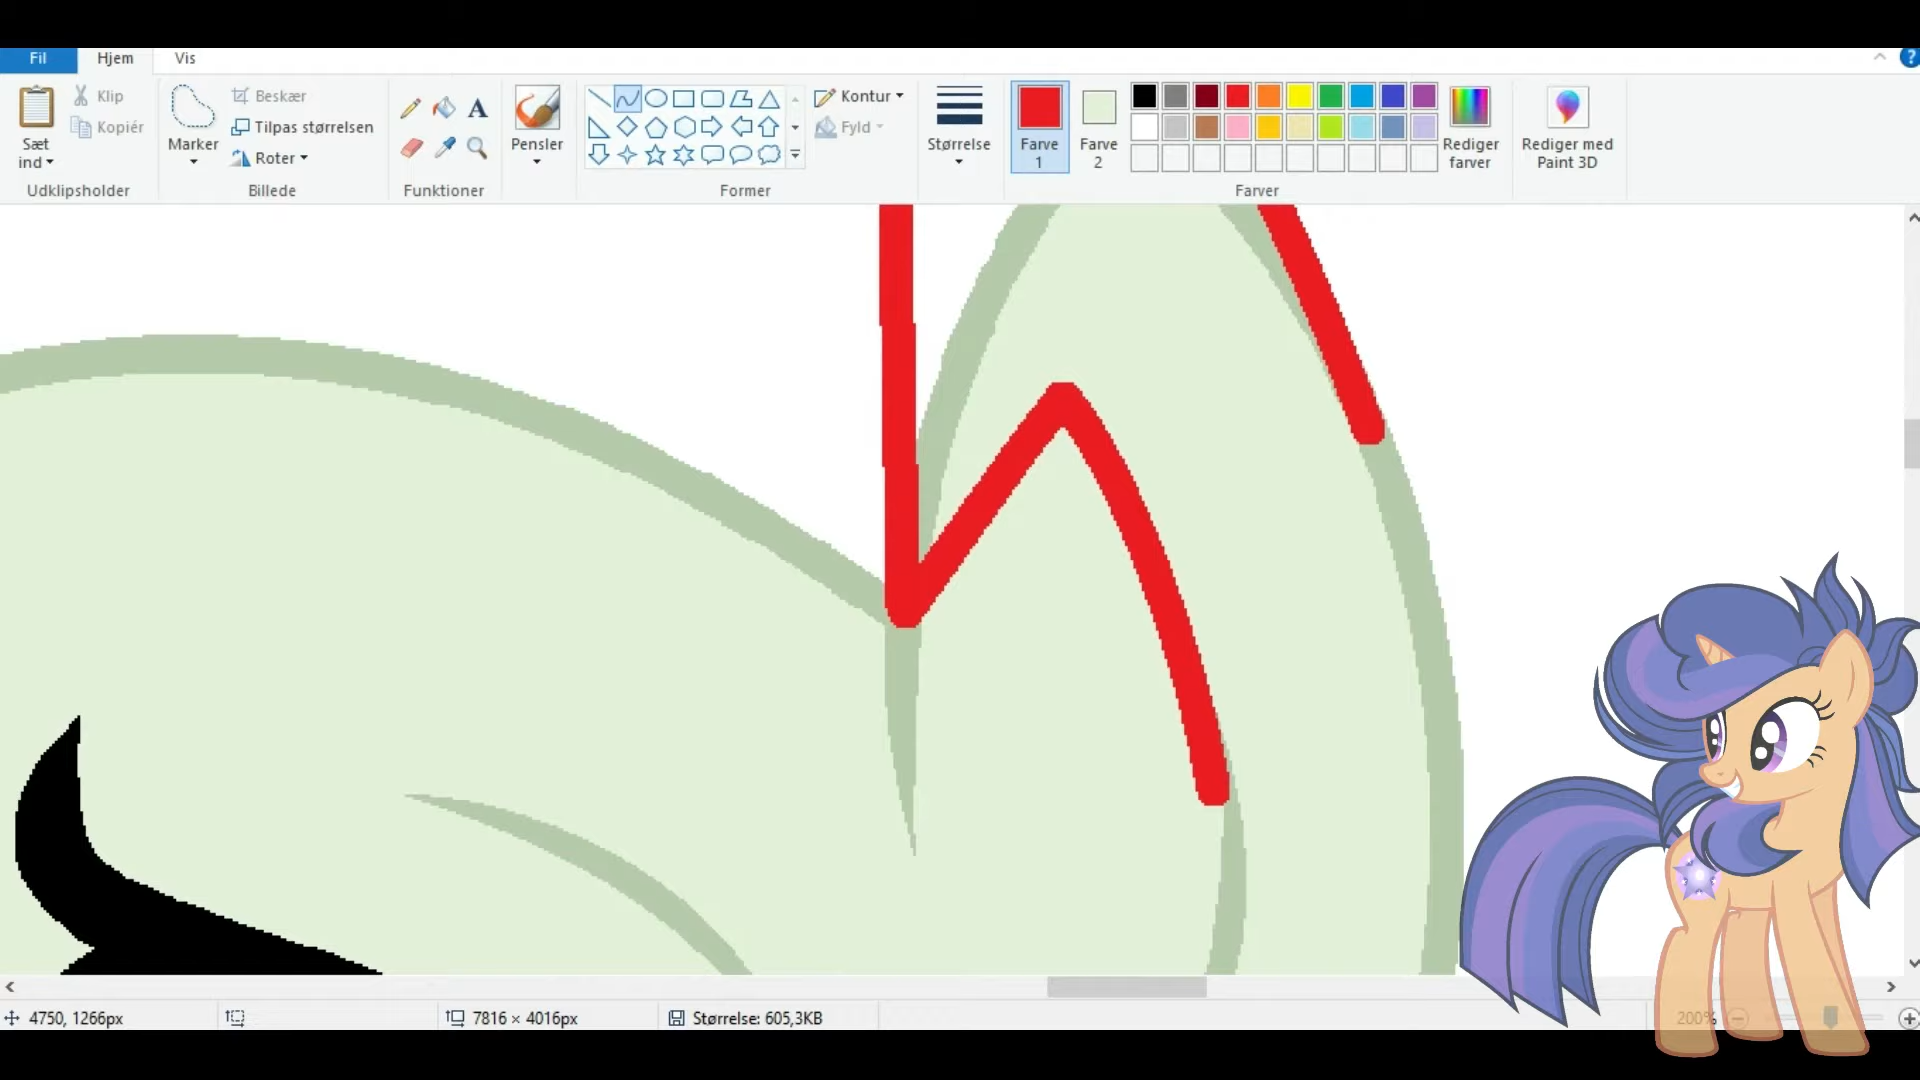 Fil Hjem Vis
?
Sæt ind
Klip
Kopiér
Udklipsholder
Marker
Beskær
Tilpas størrelsen
Roter
Billede
A
Funktioner
Pensler
Former
Kontur
Fyld
Størrelse
Farve 1
Farve 2
Farver
Rediger farver
Rediger med Paint 3D
4750, 1266px
7816 × 4016px
Størrelse: 605,3KB
200%